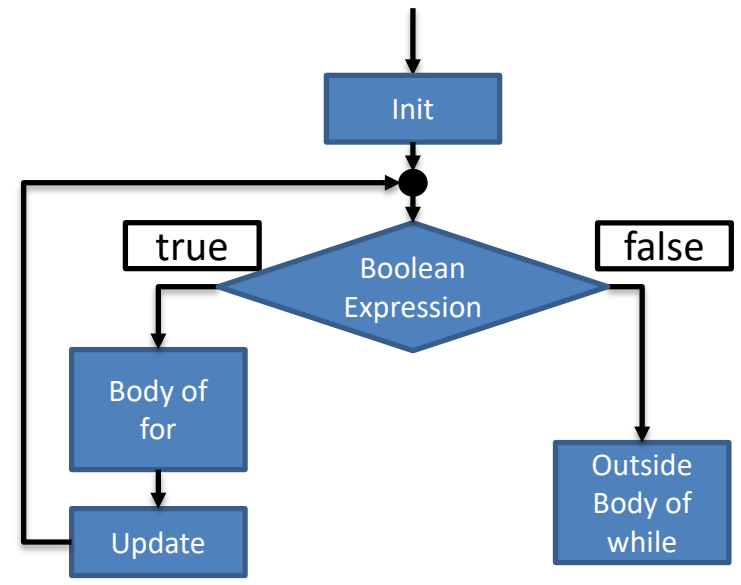 Init
true
false
Boolean
Expression
Body of
for
Outside
Body of
while
Update